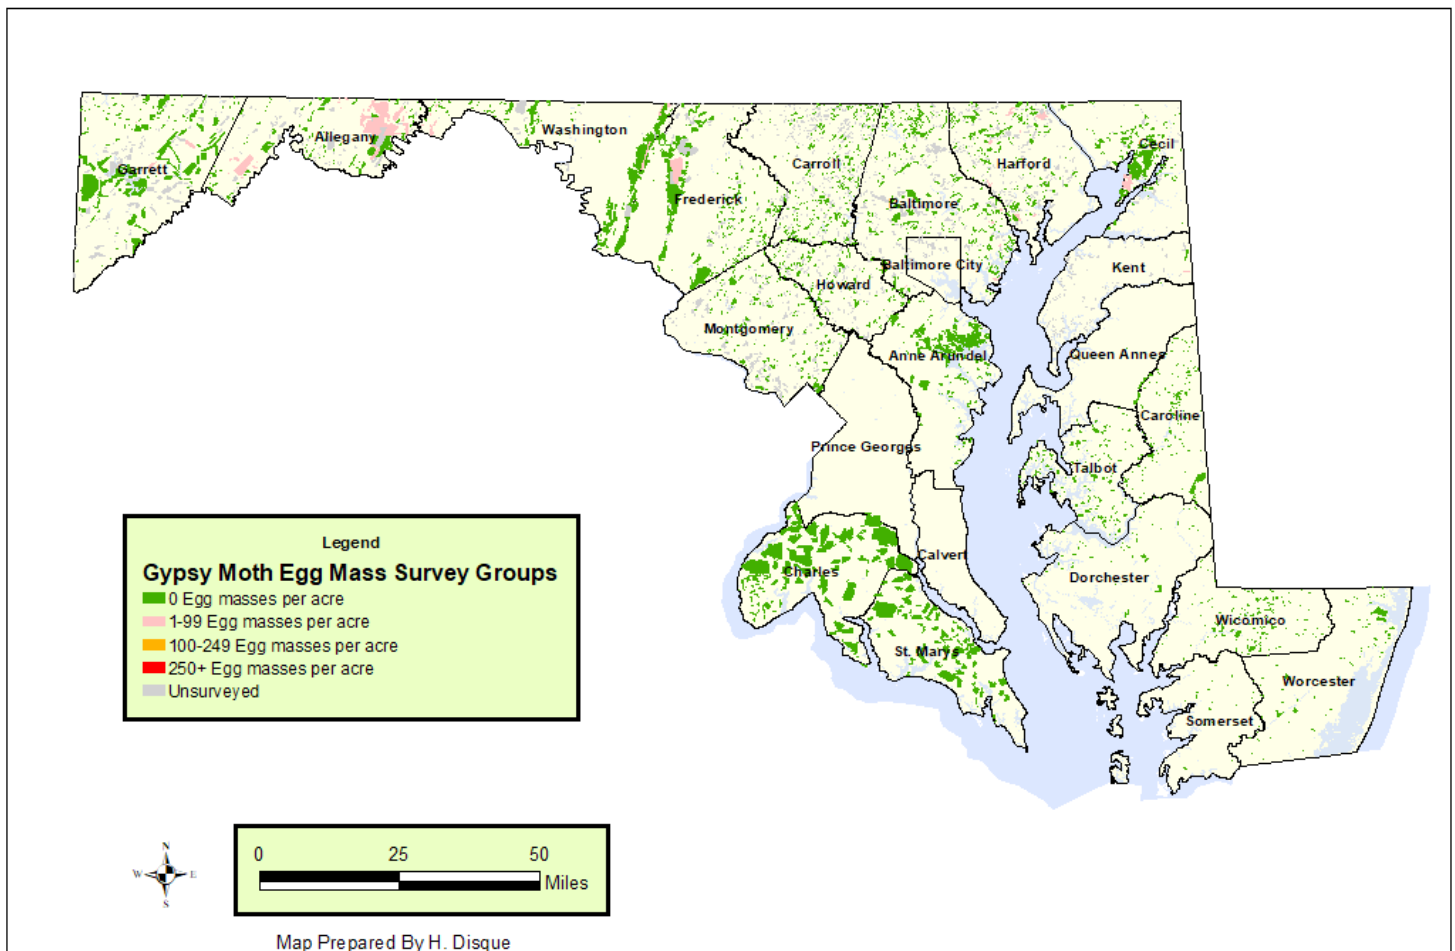 Garrett
Allegany
Washington
Frederick
Carroll
Baltimore
Harford
Cecil
Baltimore City
Howard
Montgomery
Kent
Anne Arundel
Queen Annes
Caroline
Talbot
Prince Georges
Calvert
Charles
St. Marys
Dorchester
Wicomico
Worcester
Somerset
Legend
Gypsy Moth Egg Mass Survey Groups
0 Egg masses per acre
1-99 Egg masses per acre
100-249 Egg masses per acre
250+ Egg masses per acre
Unsurveyed
N
W E
S
0 25 50
Miles
Map Prepared By H. Disque